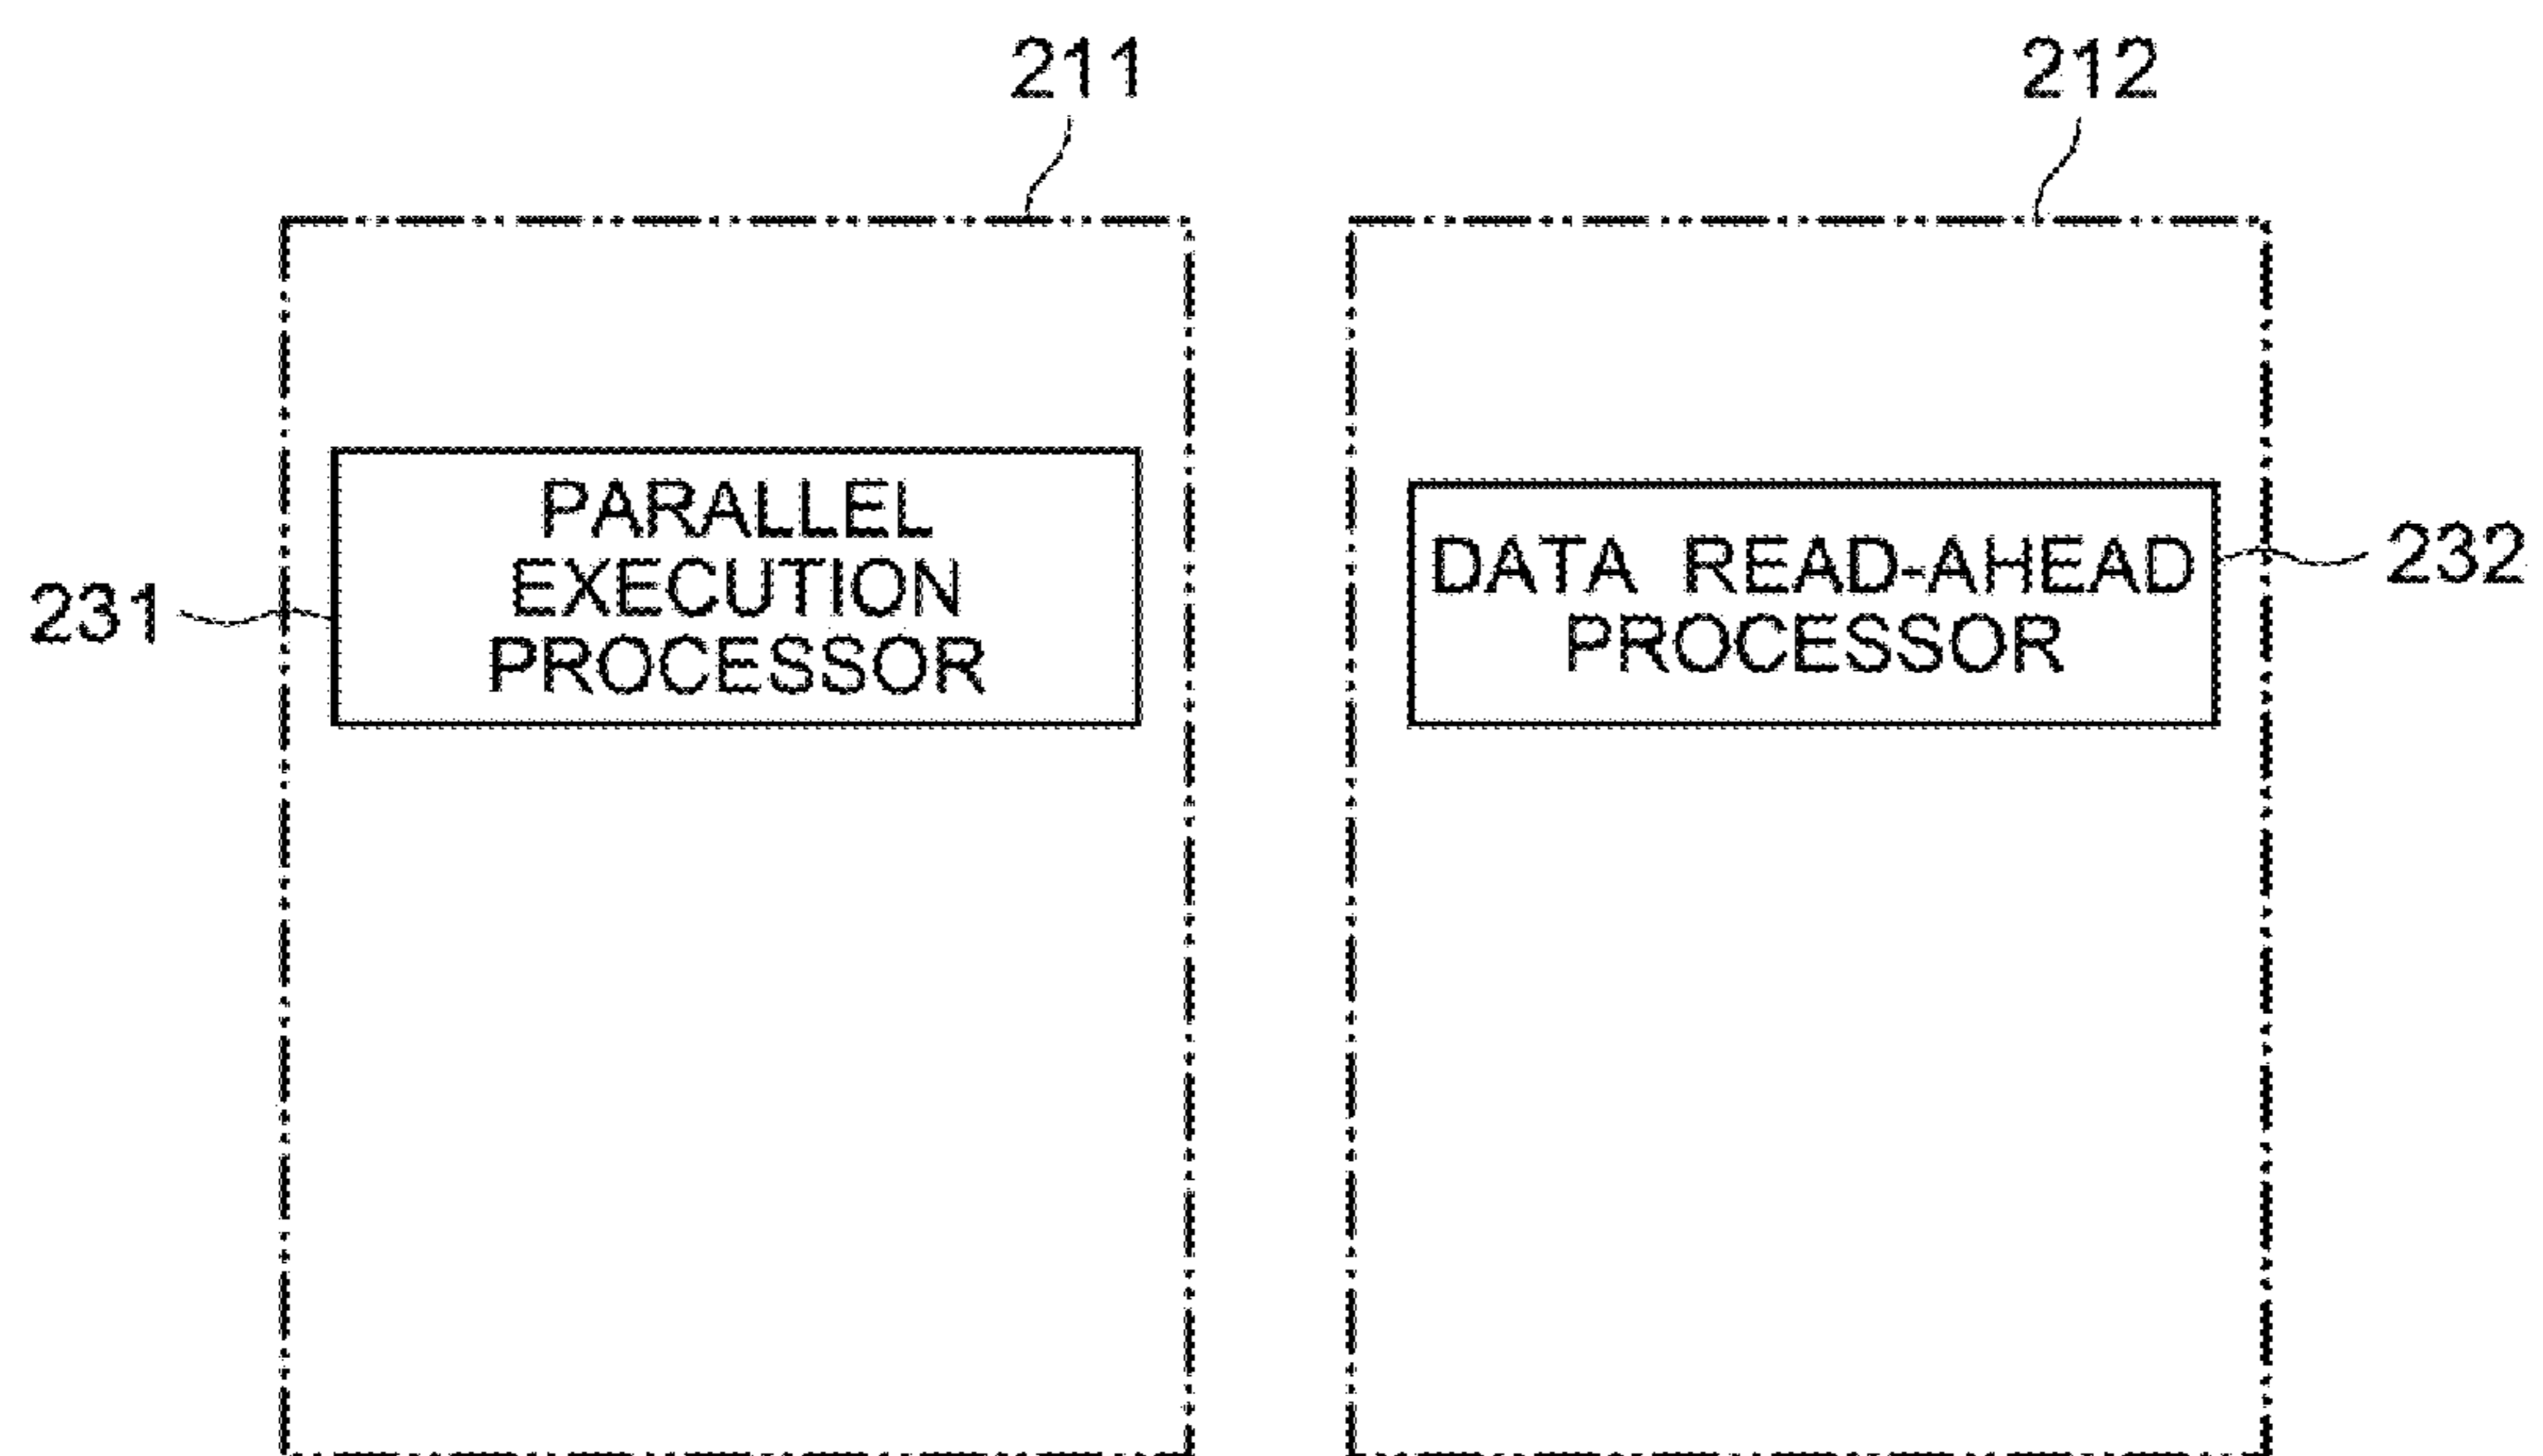 211
212
PARALLEL
EXECUTION
PROCESSOR
231
DATA READ-AHEAD
PROCESSOR
232